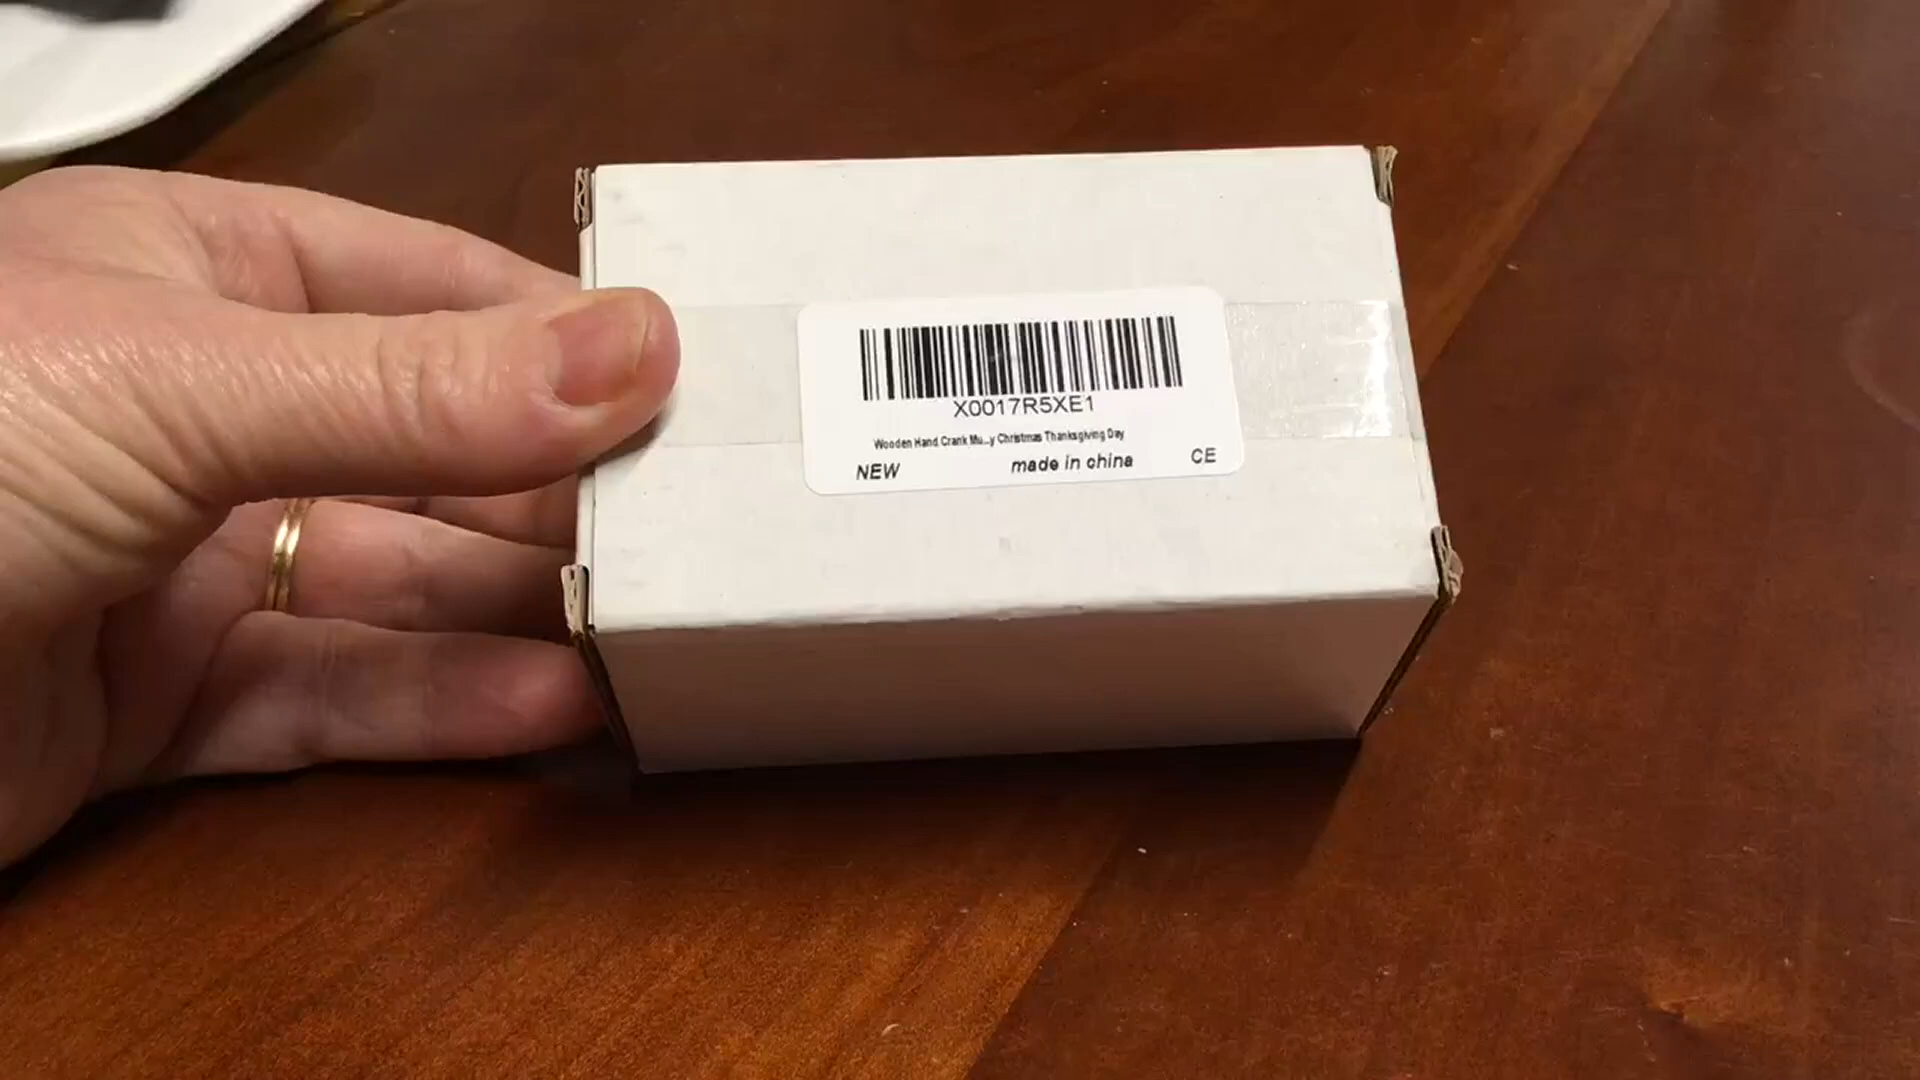 X0017R5XE1
Wooden Hand Crank Mu...y Christmas Thanksgiving Day
NEW made in china CE